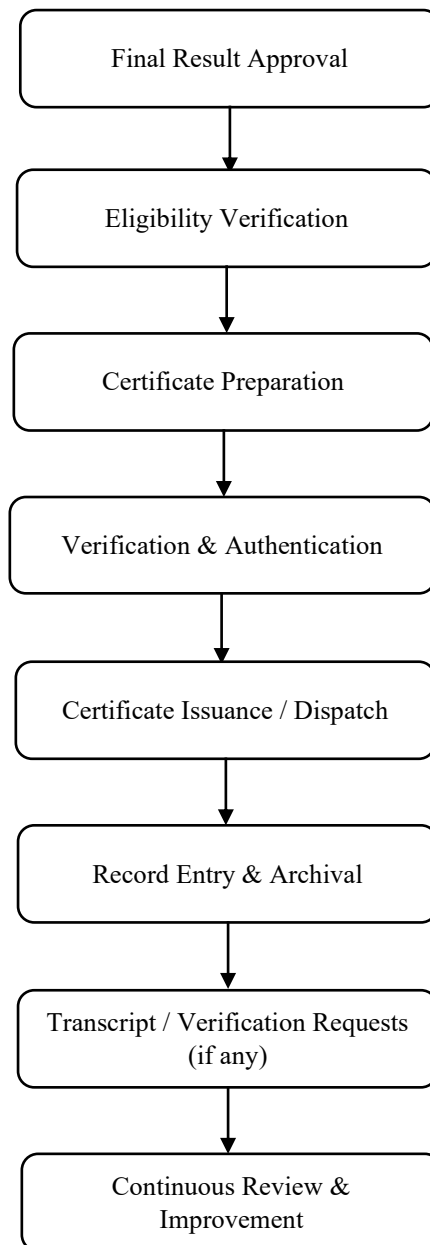 Final Result Approval
Eligibility Verification
Certificate Preparation
Verification & Authentication
Certificate Issuance / Dispatch
Record Entry & Archival
Transcript / Verification Requests
(if any)
Continuous Review &
Improvement